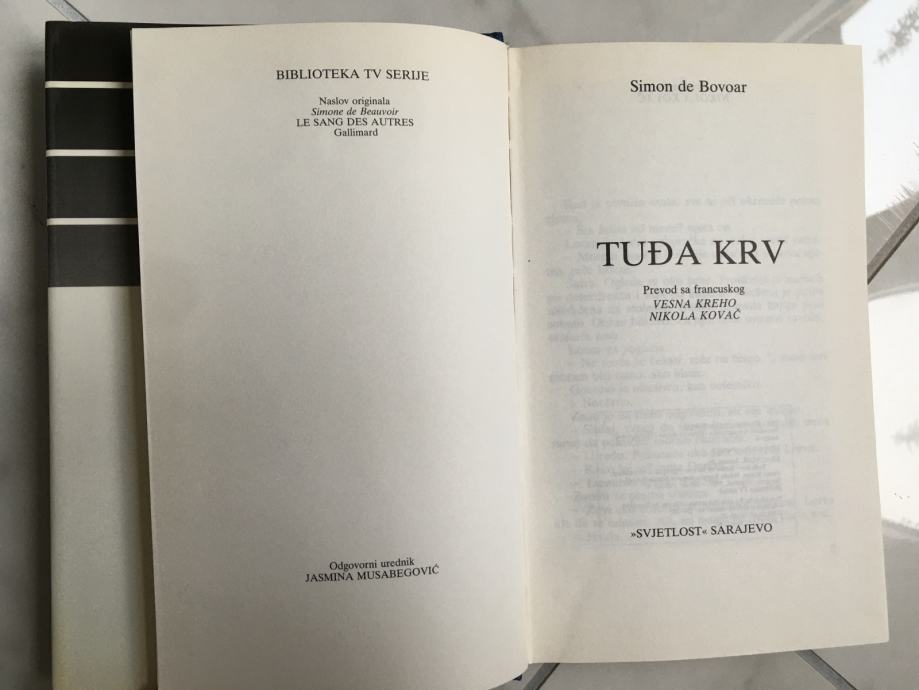 BIBLIOTEKA TV SERIJE
Naslov originala
Simone de Beauvoir
LE SANG DES AUTRES
Gallimard
Odgovorni urednik
JASMINA MUSABEGOVIĆ
Simon de Bovoar
TUĐA KRV
Prevod sa francuskog
VESNA KREHO
NIKOLA KOVAČ
»SVJETLOST« SARAJEVO